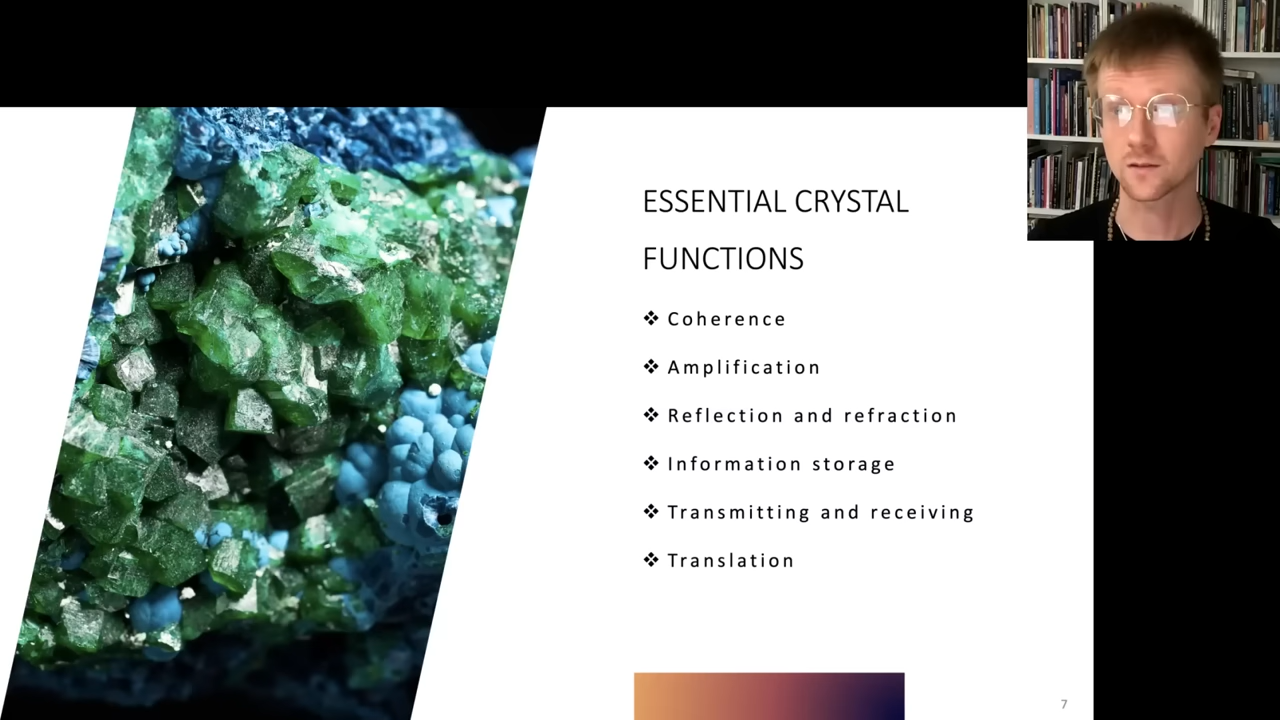 ESSENTIAL CRYSTAL
FUNCTIONS
❖ Coherence
❖ Amplification
❖ Reflection and refraction
❖ Information storage
❖ Transmitting and receiving
❖ Translation
7